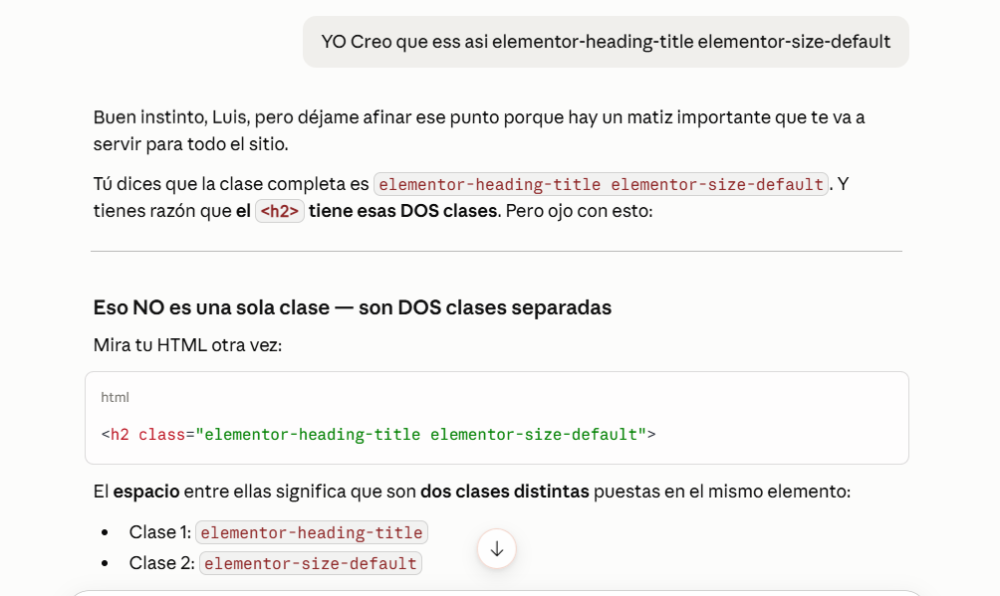 YO Creo que ess asi elementor-heading-title elementor-size-default
Buen instinto, Luis, pero déjame afinar ese punto porque hay un matiz importante que te va a
servir para todo el sitio.
Tú dices que la clase completa es elementor-heading-title elementor-size-default. Y
tienes razón que el <h2> tiene esas DOS clases. Pero ojo con esto:
Eso NO es una sola clase — son DOS clases separadas
Mira tu HTML otra vez:
html
<h2 class="elementor-heading-title elementor-size-default">
El espacio entre ellas significa que son dos clases distintas puestas en el mismo elemento:
• Clase 1: elementor-heading-title
• Clase 2: elementor-size-default